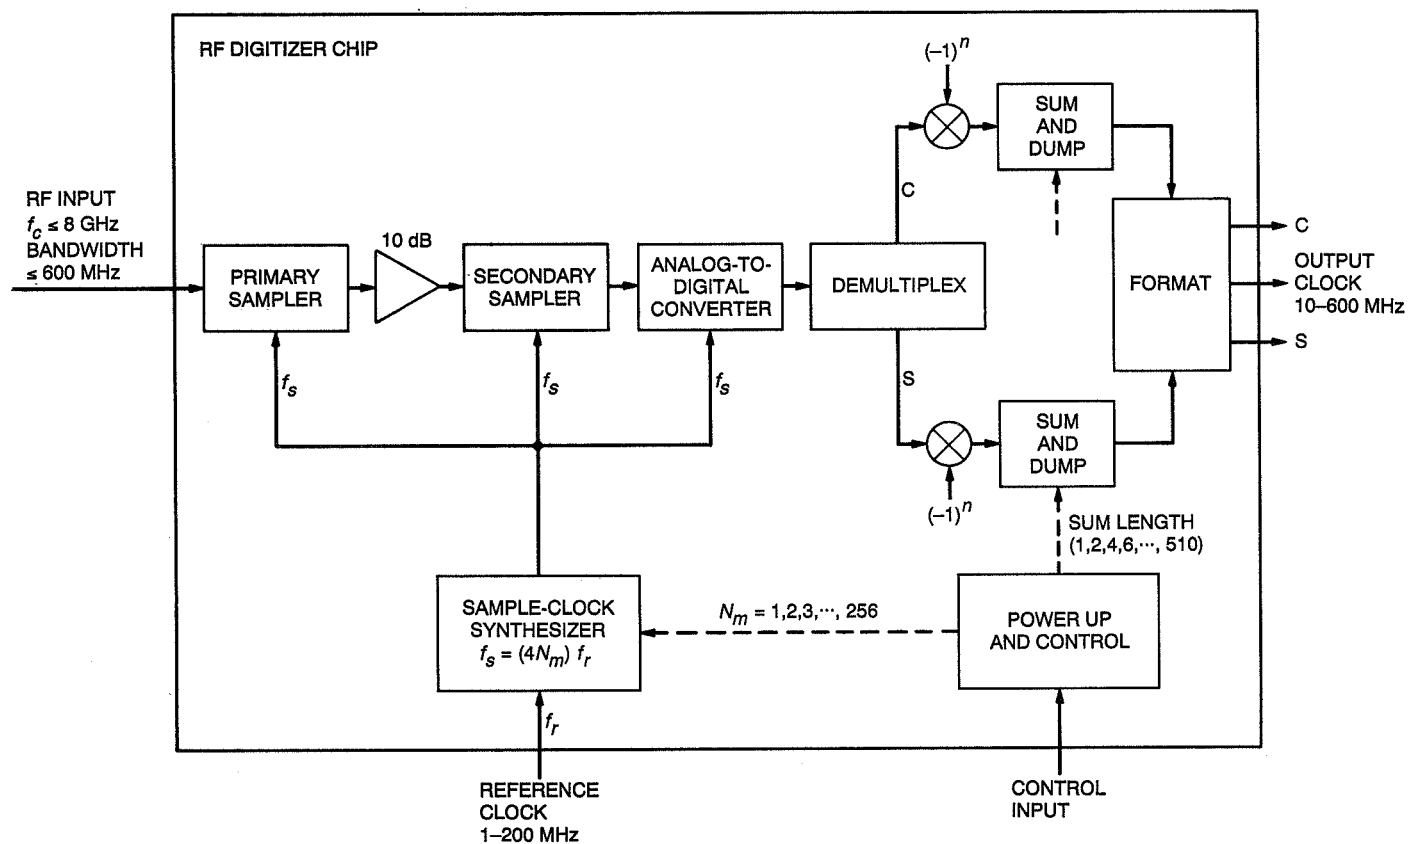 RF DIGITIZER CHIP
(–1)ⁿ
SUM
AND
DUMP
RF INPUT
f_c ≤ 8 GHz
BANDWIDTH
≤ 600 MHz
C
10 dB
PRIMARY
SAMPLER
SECONDARY
SAMPLER
ANALOG-TO-
DIGITAL
CONVERTER
DEMULTIPLEX
FORMAT
C
OUTPUT
CLOCK
10–600 MHz
S
f_s
f_s
f_s
S
SUM
AND
DUMP
(–1)ⁿ
SUM LENGTH
(1,2,4,6,···, 510)
SAMPLE-CLOCK
SYNTHESIZER
f_s = (4N_m) f_r
N_m = 1,2,3,···, 256
POWER UP
AND CONTROL
f_r
REFERENCE
CLOCK
1–200 MHz
CONTROL
INPUT